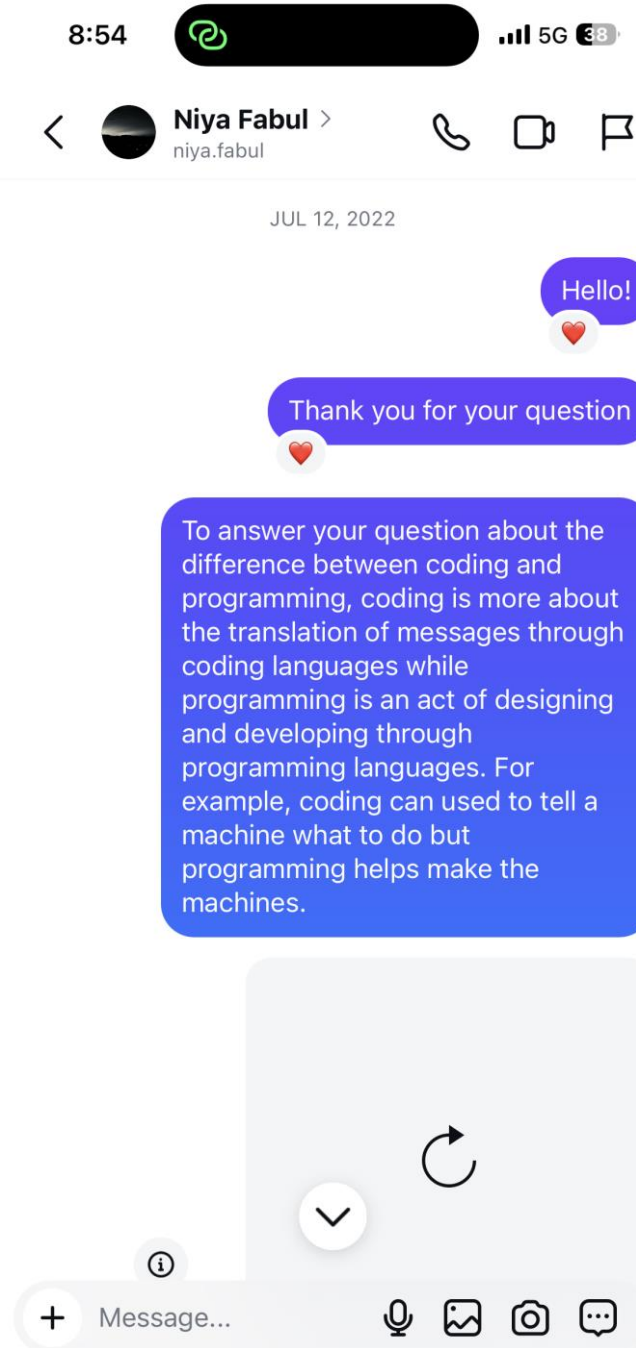 8:54
5G 38
Niya Fabul
niya.fabul
JUL 12, 2022
Hello!
Thank you for your question
To answer your question about the
difference between coding and
programming, coding is more about
the translation of messages through
coding languages while
programming is an act of designing
and developing through
programming languages. For
example, coding can used to tell a
machine what to do but
programming helps make the
machines.
Message...